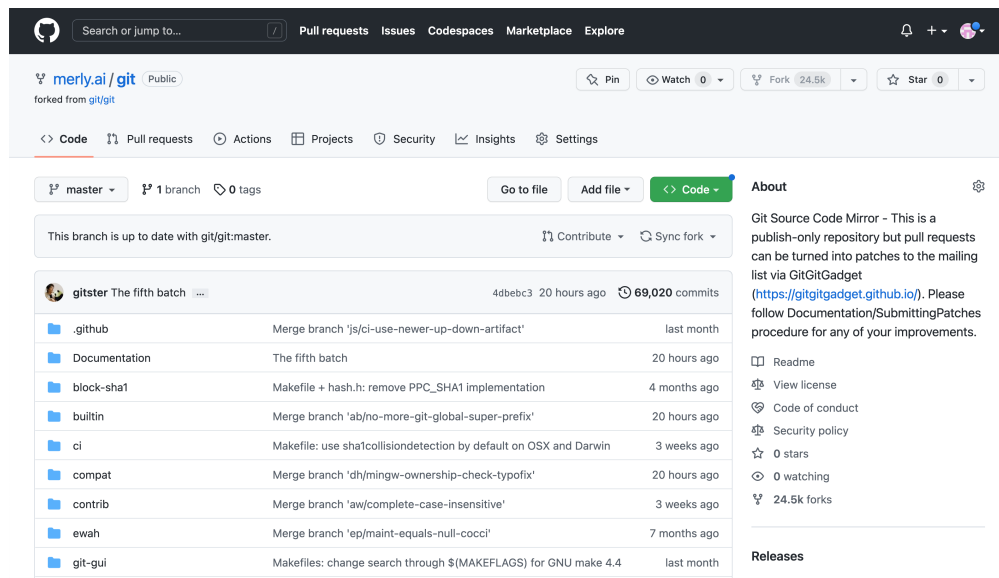 Search or jump to... /
Pull requests Issues Codespaces Marketplace Explore
merly.ai / git Public
forked from git/git
Pin
Watch 0
Fork 24.5k
Star 0
Code Pull requests Actions Projects Security Insights Settings
master 1 branch 0 tags
Go to file Add file Code
This branch is up to date with git/git:master.
Contribute Sync fork
gitster The fifth batch ... 4dbebc3 20 hours ago 69,020 commits
.github Merge branch 'js/ci-use-newer-up-down-artifact' last month
Documentation The fifth batch 20 hours ago
block-sha1 Makefile + hash.h: remove PPC_SHA1 implementation 4 months ago
builtin Merge branch 'ab/no-more-git-global-super-prefix' 20 hours ago
ci Makefile: use sha1collisiondetection by default on OSX and Darwin 3 weeks ago
compat Merge branch 'dh/mingw-ownership-check-typofix' 20 hours ago
contrib Merge branch 'aw/complete-case-insensitive' 3 weeks ago
ewah Merge branch 'ep/maint-equals-null-cocci' 7 months ago
git-gui Makefiles: change search through $(MAKEFLAGS) for GNU make 4.4 last month
About
Git Source Code Mirror - This is a
publish-only repository but pull requests
can be turned into patches to the mailing
list via GitGitGadget
(https://gitgitgadget.github.io/). Please
follow Documentation/SubmittingPatches
procedure for any of your improvements.
Readme
View license
Code of conduct
Security policy
0 stars
0 watching
24.5k forks
Releases